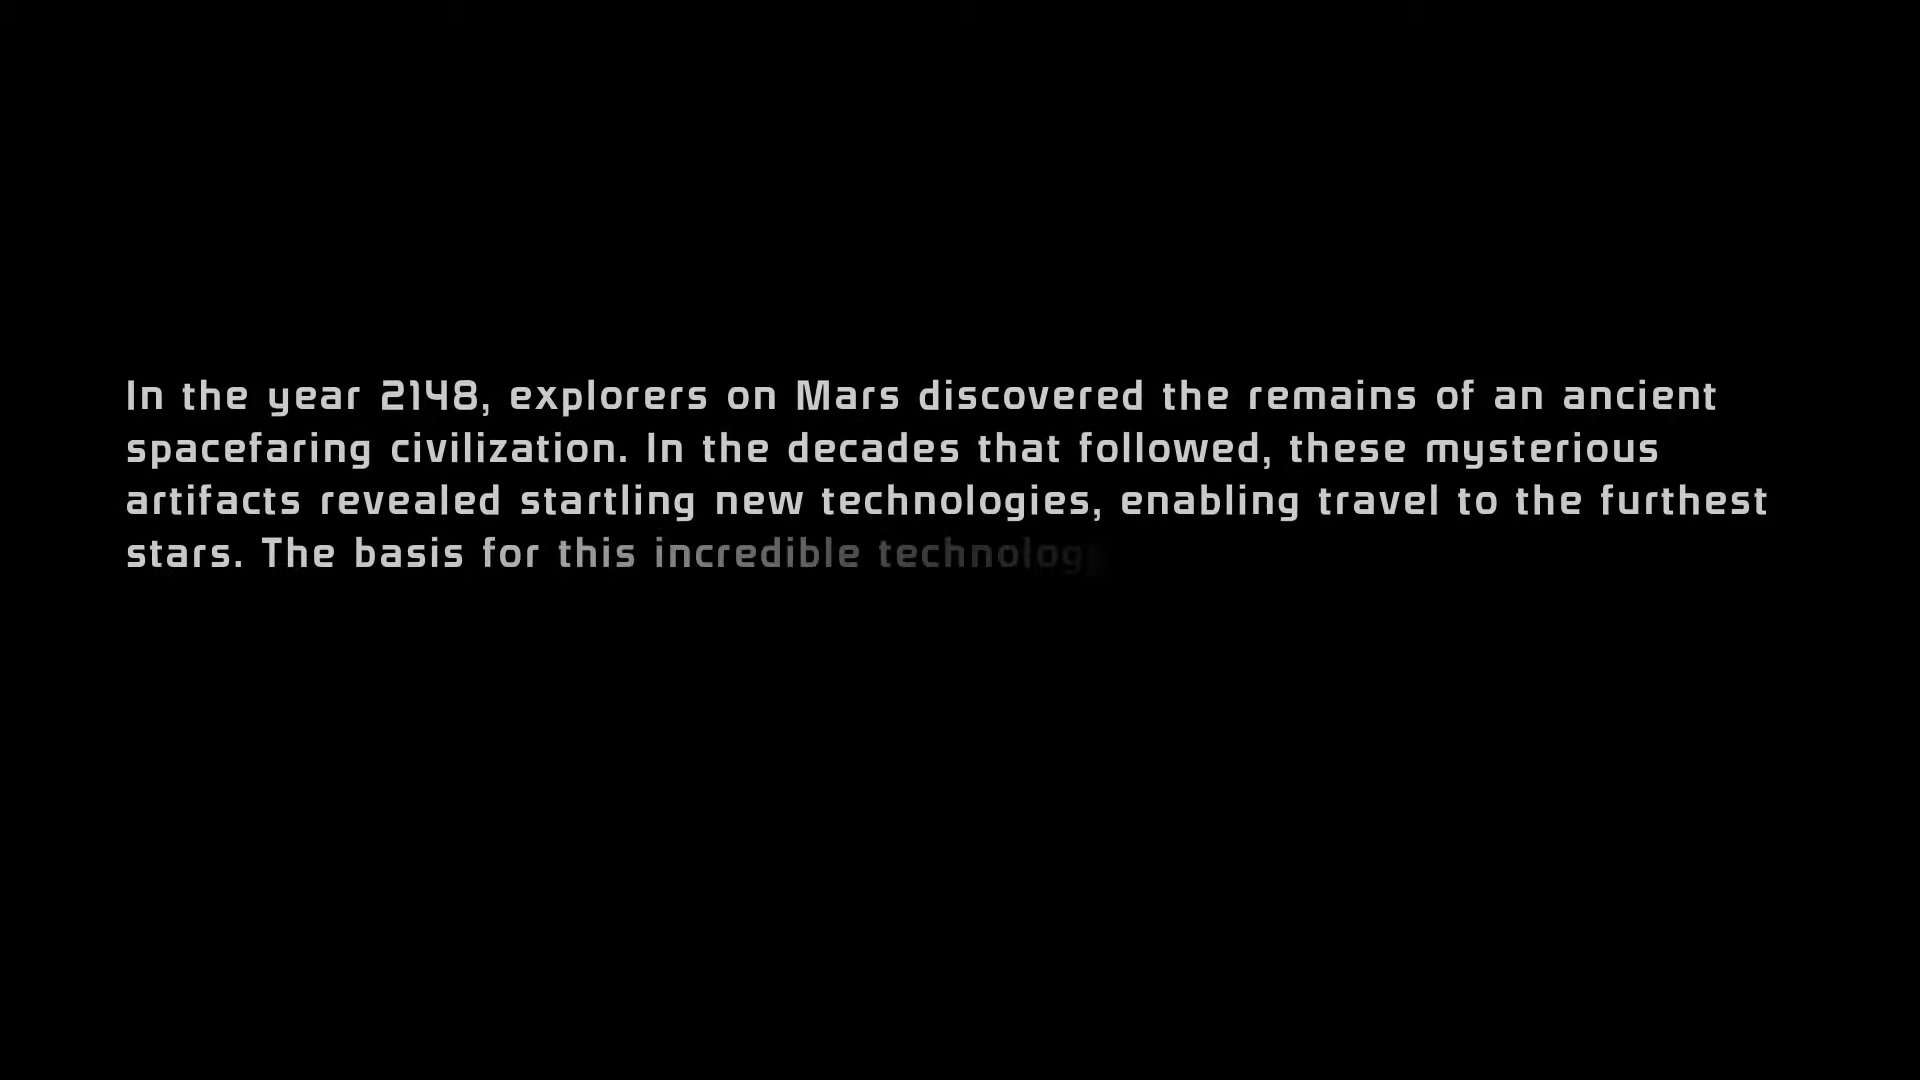 In the year 2148, explorers on Mars discovered the remains of an ancient
spacefaring civilization. In the decades that followed, these mysterious
artifacts revealed startling new technologies, enabling travel to the furthest
stars. The basis for this incredible technolog